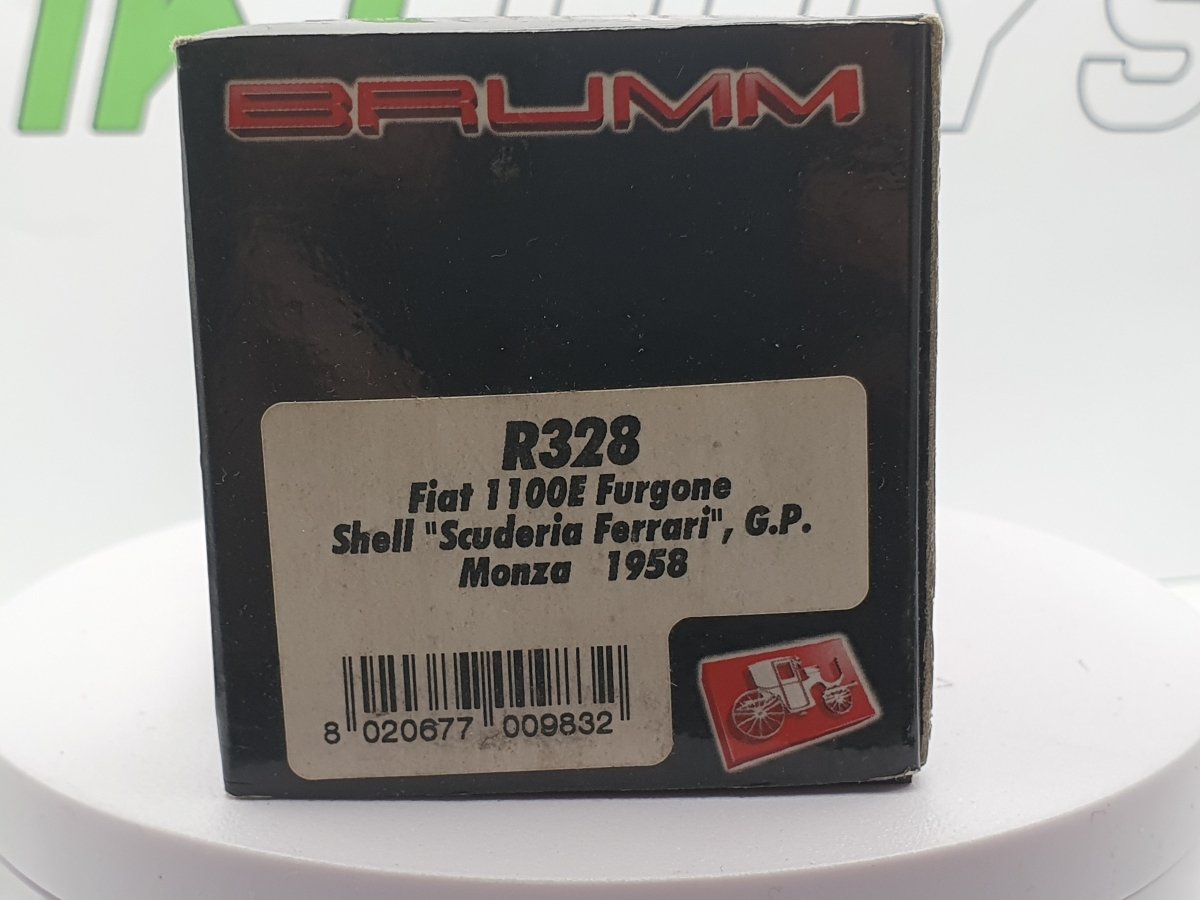 BRUMM
R328
Fiat 1100E Furgone
Shell "Scuderia Ferrari", G.P.
Monza 1958
8 020677 009832